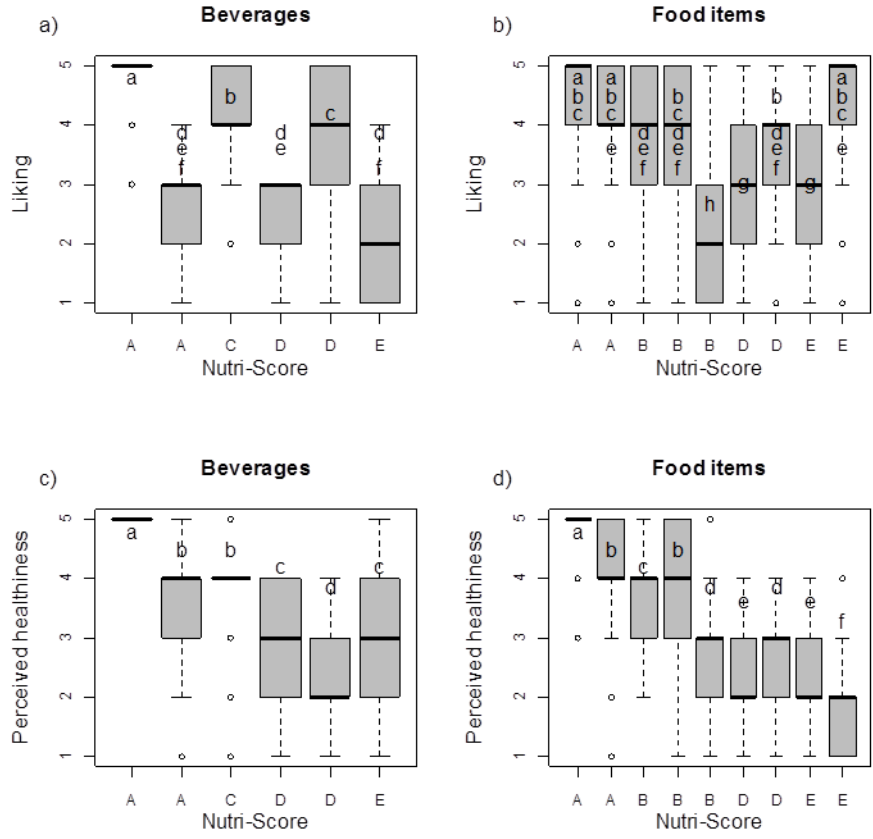 a)
Beverages
Liking
5
4
3
2
1
a
d
e
f
b
d
e
c
d
e
f
A A C D D E
Nutri-Score
b)
Food items
Liking
5
4
3
2
1
a
b
c
a
b
c
e
d
e
f
b
c
d
e
f
h
g
b
d
e
f
g
a
b
c
e
A A B B B D D E E
Nutri-Score
c)
Beverages
Perceived healthiness
5
4
3
2
1
a
b
b
c
d
c
A A C D D E
Nutri-Score
d)
Food items
Perceived healthiness
5
4
3
2
1
a
b
c
b
d
e
d
e
f
A A B B B D D E E
Nutri-Score